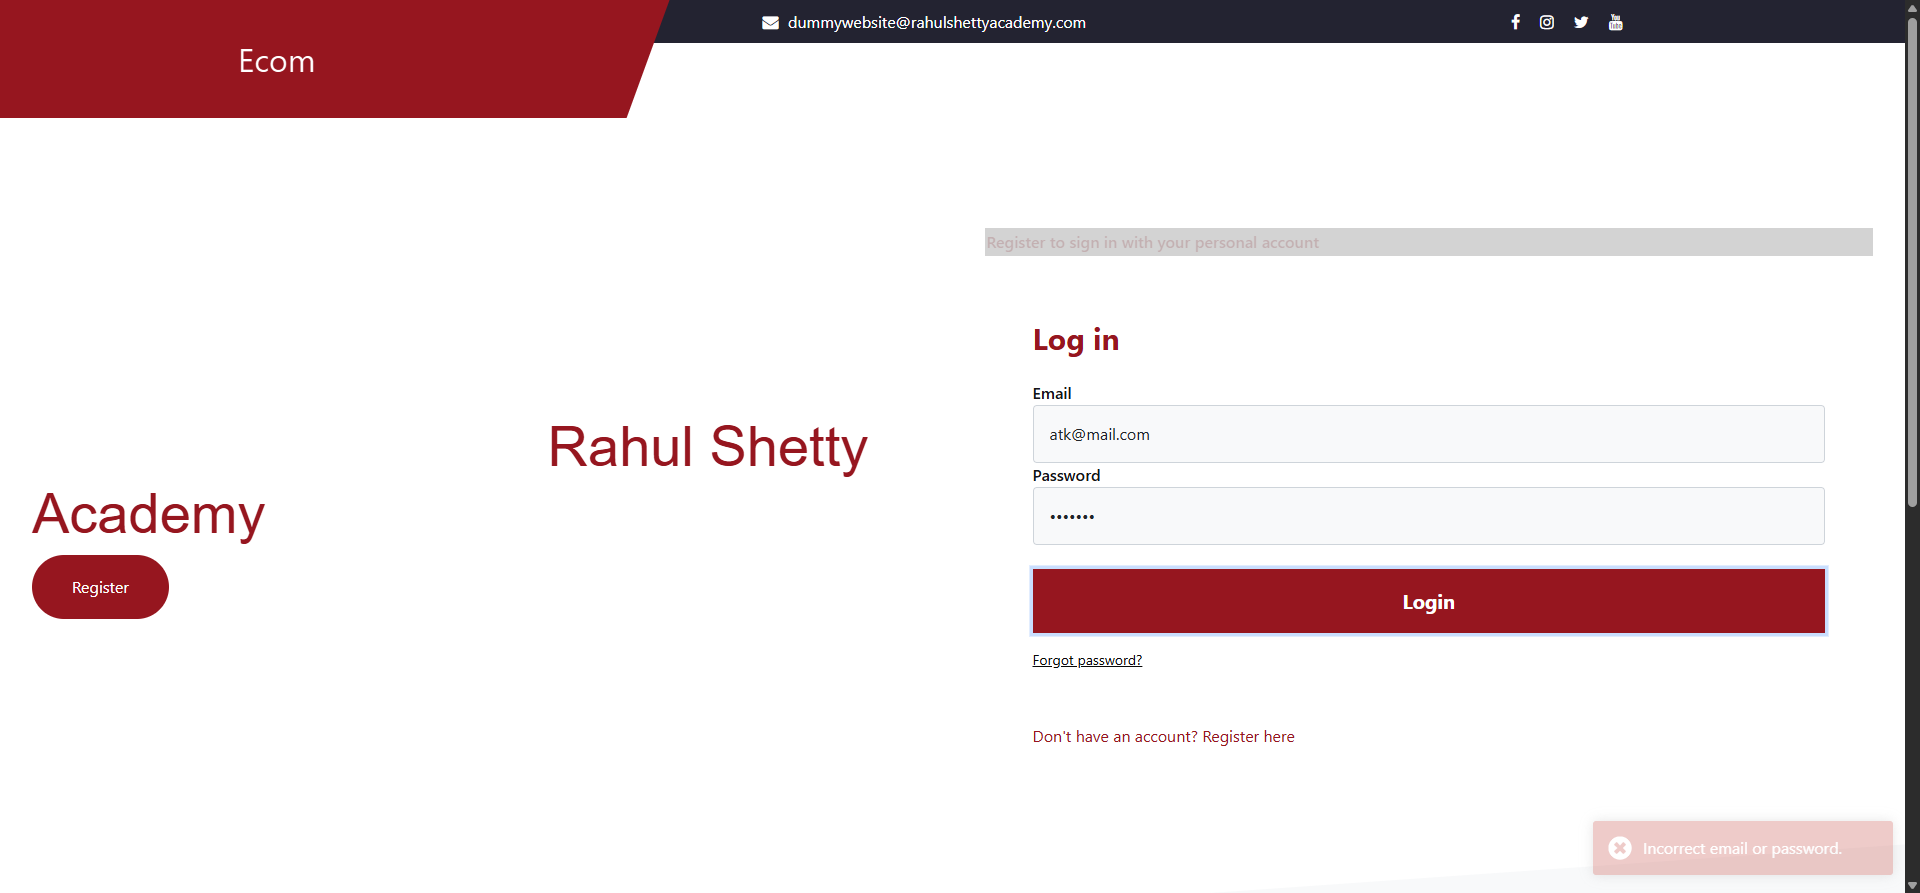 dummywebsite@rahulshettyacademy.com
Ecom
Register to sign in with your personal account
Log in
Email
atk@mail.com
Password
•••••••
Login
Forgot password?
Don't have an account? Register here
Rahul Shetty
Academy
Register
Incorrect email or password.